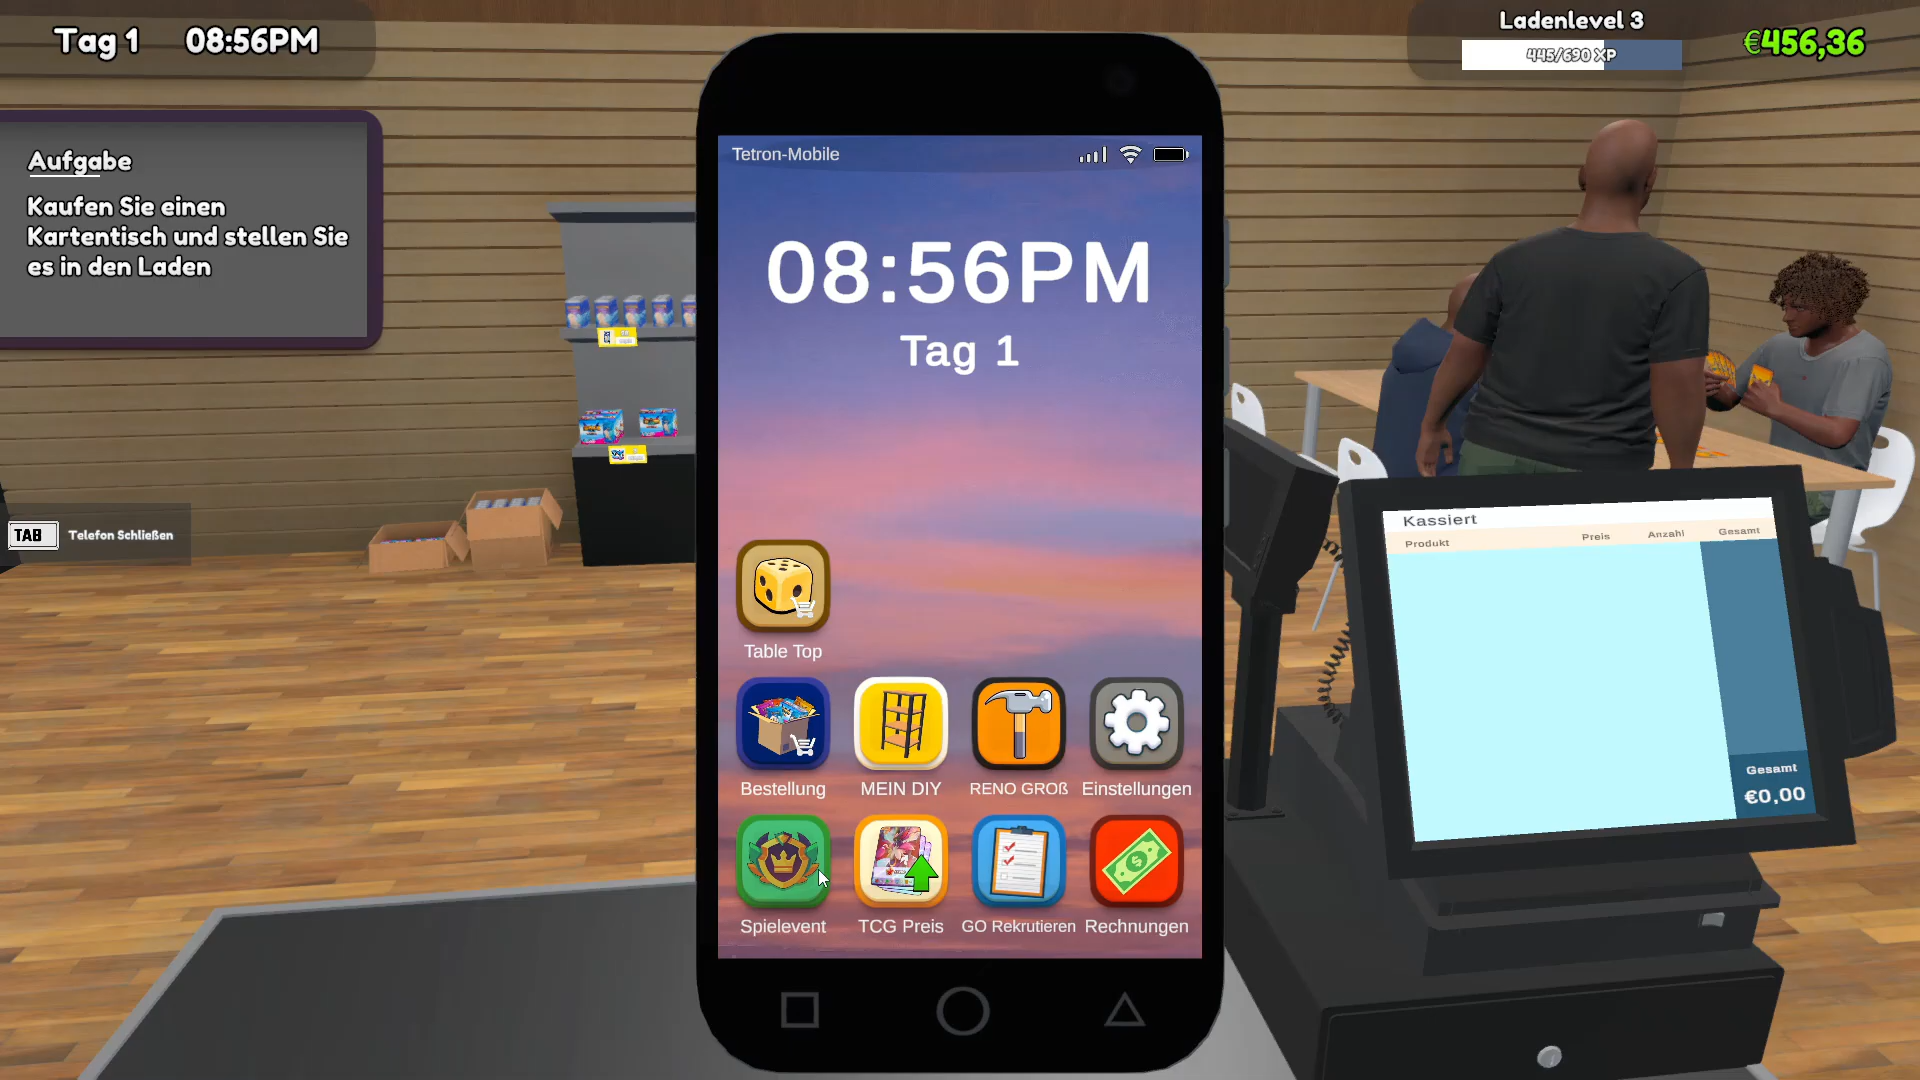 Tag 1 08:56PM
Ladenlevel 3
445/690 XP
€456,36
Aufgabe
Kaufen Sie einen
Kartentisch und stellen Sie
es in den Laden
TAB Telefon Schließen
Tetron-Mobile
08:56PM
Tag 1
Table Top
Bestellung MEIN DIY RENO GROß Einstellungen
Spielevent TCG Preis GO Rekrutieren Rechnungen
Kassiert
Produkt Preis Anzahl Gesamt
Gesamt
€0,00